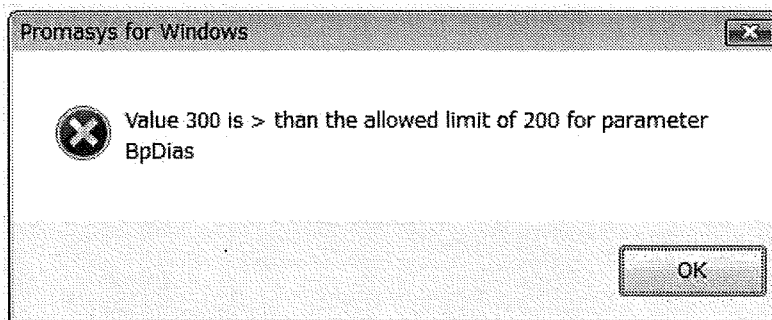 Promasys for Windows
Value 300 is > than the allowed limit of 200 for parameter
BpDias
OK